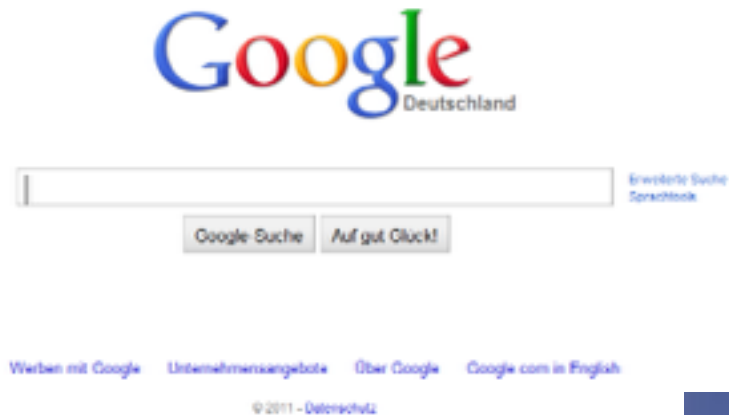 Google
Deutschland
Erweiterte Suche
Sprachtools
Google-Suche
Auf gut Glück!
Werben mit Google
Unternehmensangebote
Über Google
Google.com in English
© 2011 - Datenschutz